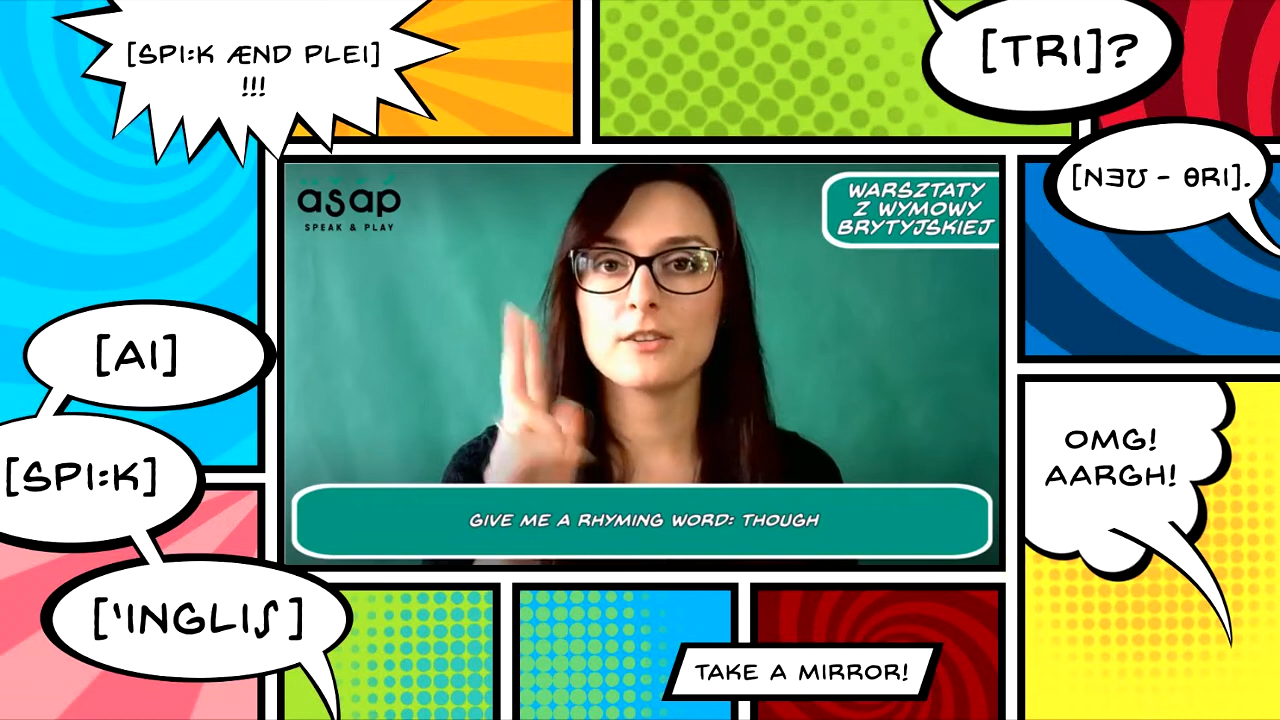 [SPI:K ÆND PLEI]
!!!
[TRI]?
[NƎƱ - ΘRI].
asap
SPEAK & PLAY
WARSZTATY
Z WYMOWY
BRYTYJSKIEJ
[AI]
[SPI:K]
OMG!
AARGH!
GIVE ME A RHYMING WORD: THOUGH
['INGLIʃ]
TAKE A MIRROR!